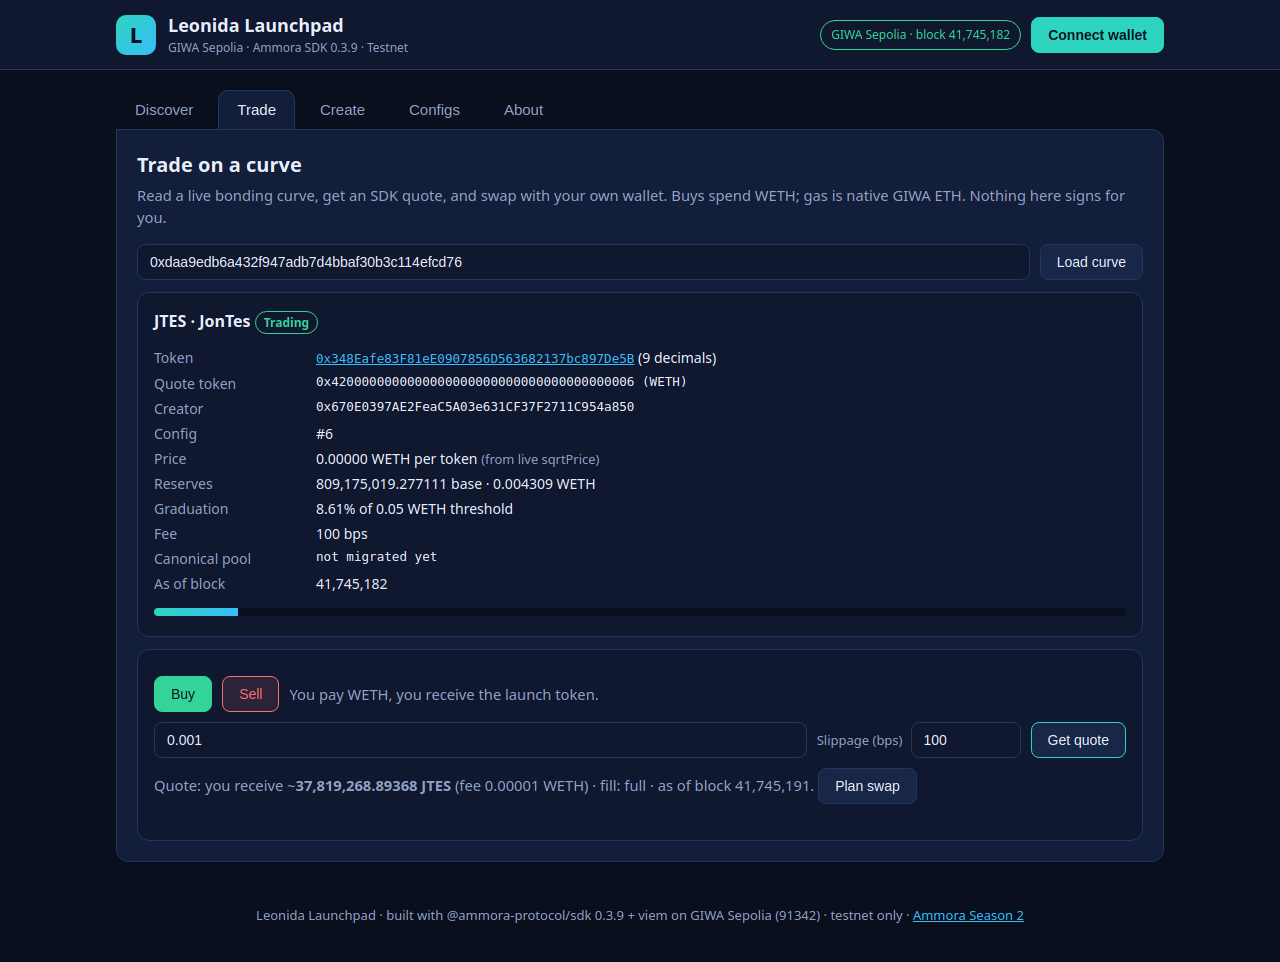 L
Leonida Launchpad
GIWA Sepolia · Ammora SDK 0.3.9 · Testnet
GIWA Sepolia · block 41,745,182
Connect wallet
Discover
Trade
Create
Configs
About
Trade on a curve
Read a live bonding curve, get an SDK quote, and swap with your own wallet. Buys spend WETH; gas is native GIWA ETH. Nothing here signs for
you.
0xdaa9edb6a432f947adb7d4bbaf30b3c114efcd76
Load curve
JTES · JonTes Trading
Token 0x348Eafe83F81eE0907856D563682137bc897De5B (9 decimals)
Quote token 0x4200000000000000000000000000000000000006 (WETH)
Creator 0x670E0397AE2FeaC5A03e631CF37F2711C954a850
Config #6
Price 0.00000 WETH per token (from live sqrtPrice)
Reserves 809,175,019.277111 base · 0.004309 WETH
Graduation 8.61% of 0.05 WETH threshold
Fee 100 bps
Canonical pool not migrated yet
As of block 41,745,182
Buy Sell You pay WETH, you receive the launch token.
0.001 Slippage (bps) 100 Get quote
Quote: you receive ~37,819,268.89368 JTES (fee 0.00001 WETH) · fill: full · as of block 41,745,191. Plan swap
Leonida Launchpad · built with @ammora-protocol/sdk 0.3.9 + viem on GIWA Sepolia (91342) · testnet only · Ammora Season 2